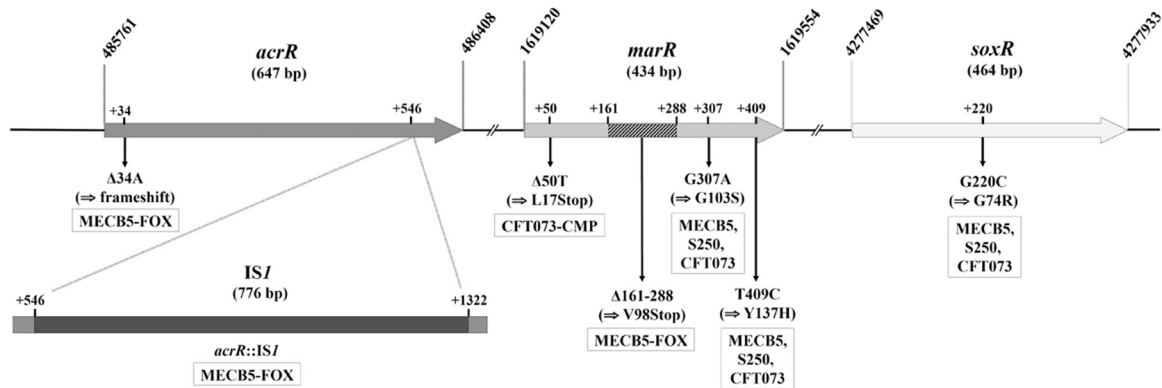 485761
486408
1619120
1619554
4277469
4277933
acrR
(647 bp)
marR
(434 bp)
soxR
(464 bp)
+34
+546
+50
+161
+288
+307
+409
+220
Δ34A
(⇒ frameshift)
MECB5-FOX
Δ50T
(⇒ L17Stop)
CFT073-CMP
G307A
(⇒ G103S)
MECB5,
S250,
CFT073
G220C
(⇒ G74R)
MECB5,
S250,
CFT073
IS1
(776 bp)
+546
+1322
acrR::IS1
MECB5-FOX
Δ161-288
(⇒ V98Stop)
MECB5-FOX
T409C
(⇒ Y137H)
MECB5,
S250,
CFT073